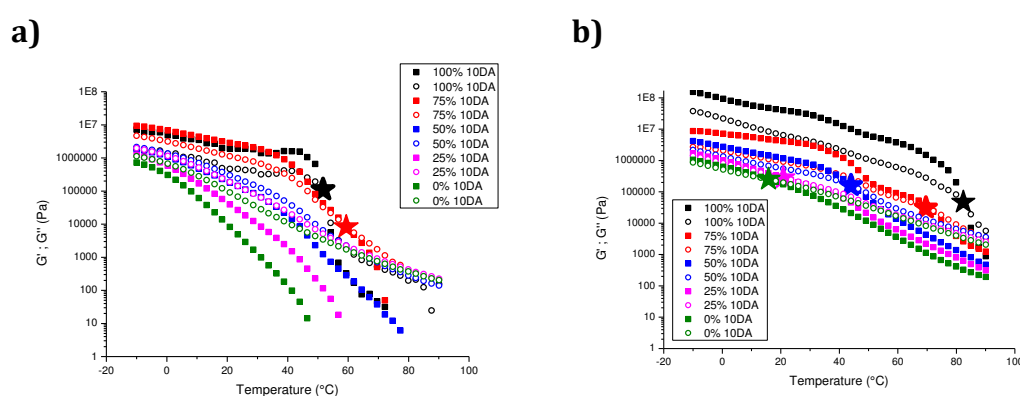 a)
1E8
1E7
1000000
100000
10000
1000
100
10
1
G' ; G'' (Pa)
-20 0 20 40 60 80 100
Temperature (°C)
100% 10DA
100% 10DA
75% 10DA
75% 10DA
50% 10DA
50% 10DA
25% 10DA
25% 10DA
0% 10DA
0% 10DA
b)
1E8
1E7
1000000
100000
10000
1000
100
10
1
G' ; G'' (Pa)
-20 0 20 40 60 80 100
Temperature (°C)
100% 10DA
100% 10DA
75% 10DA
75% 10DA
50% 10DA
50% 10DA
25% 10DA
25% 10DA
0% 10DA
0% 10DA